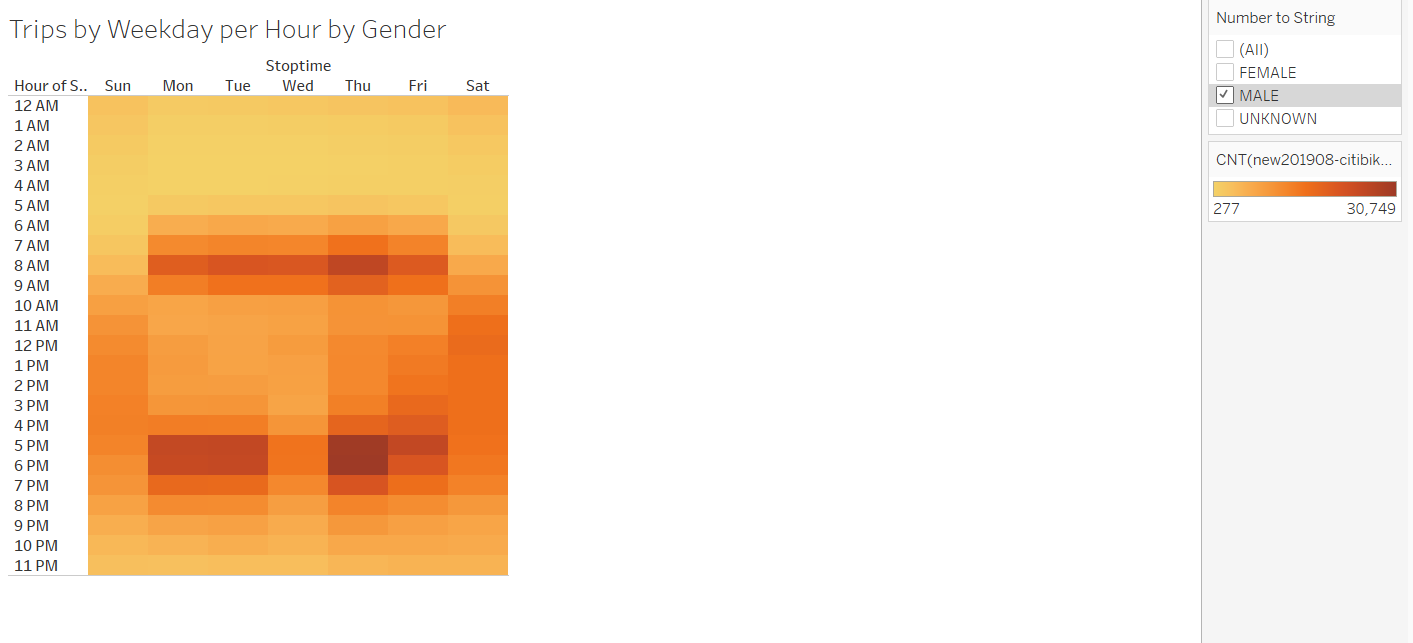 Trips by Weekday per Hour by Gender
Stoptime
Hour of S.. Sun Mon Tue Wed Thu Fri Sat
12 AM
1 AM
2 AM
3 AM
4 AM
5 AM
6 AM
7 AM
8 AM
9 AM
10 AM
11 AM
12 PM
1 PM
2 PM
3 PM
4 PM
5 PM
6 PM
7 PM
8 PM
9 PM
10 PM
11 PM
Number to String
(All)
FEMALE
MALE
UNKNOWN
CNT(new201908-citibik...
277 30,749